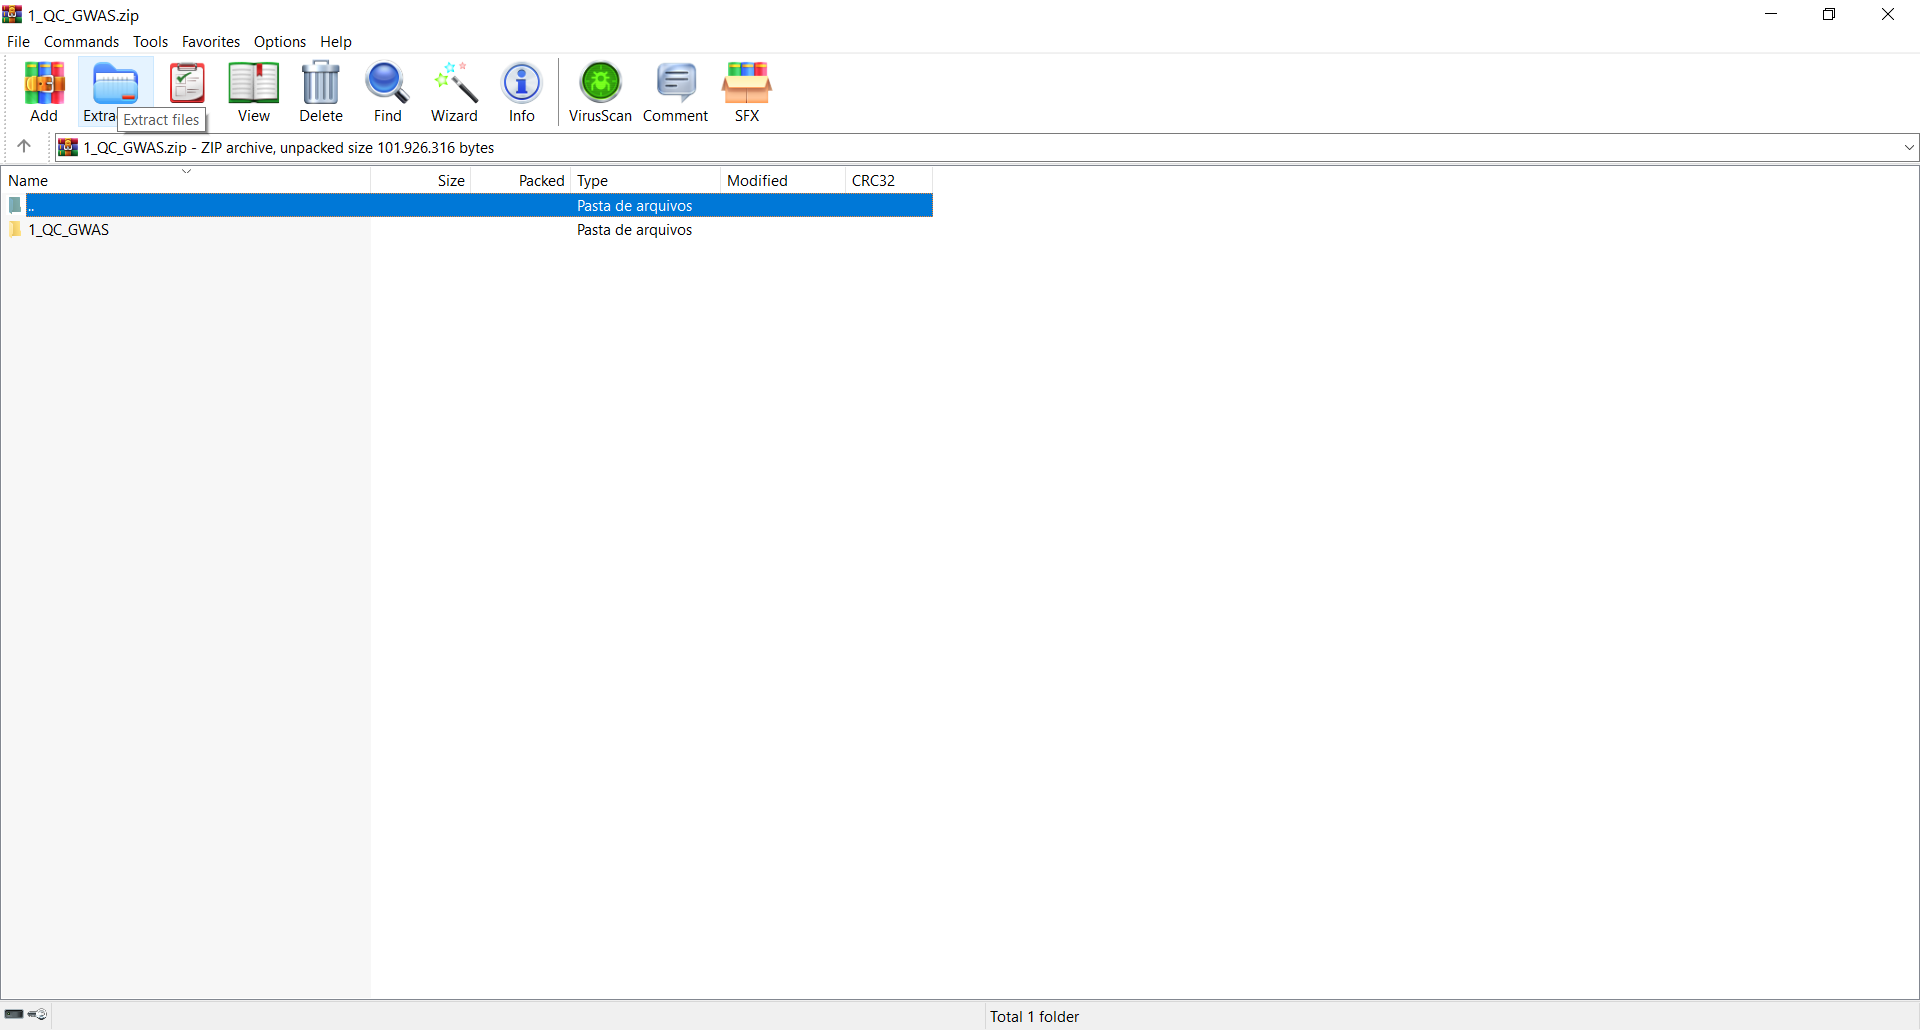 1_QC_GWAS.zip
File Commands Tools Favorites Options Help
Add Extra View Delete Find Wizard Info VirusScan Comment SFX
Extract files
1_QC_GWAS.zip - ZIP archive, unpacked size 101.926.316 bytes
Name Size Packed Type Modified CRC32
.. Pasta de arquivos
1_QC_GWAS Pasta de arquivos
Total 1 folder